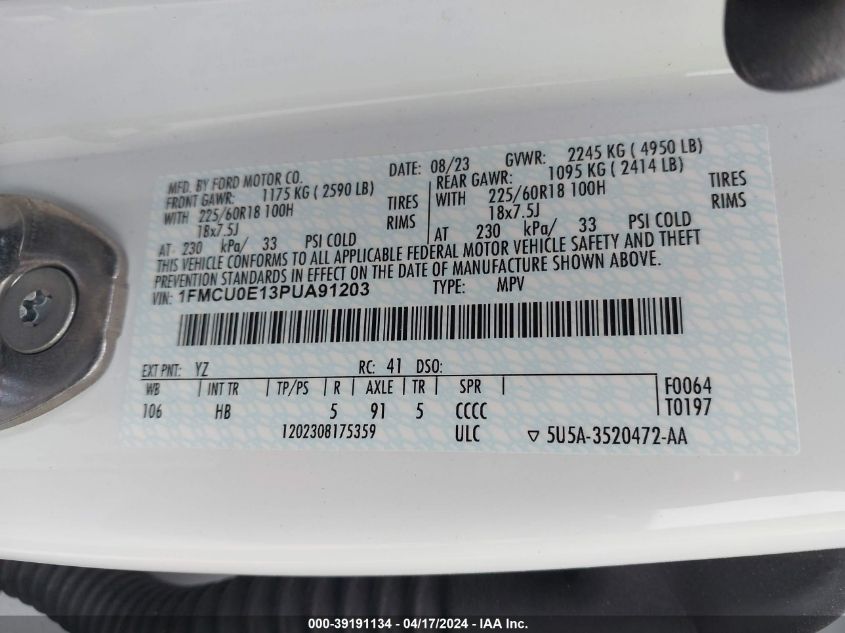 MFD. BY FORD MOTOR CO. DATE: 08/23 GVWR: 2245 KG ( 4950 LB)
FRONT GAWR: 1175 KG ( 2590 LB) REAR GAWR: 1095 KG ( 2414 LB)
WITH 225/60R18 100H TIRES WITH 225/60R18 100H TIRES
18x7.5J RIMS 18x7.5J RIMS
AT 230 kPa/ 33 PSI COLD AT 230 kPa/ 33 PSI COLD
THIS VEHICLE CONFORMS TO ALL APPLICABLE FEDERAL MOTOR VEHICLE SAFETY AND THEFT
PREVENTION STANDARDS IN EFFECT ON THE DATE OF MANUFACTURE SHOWN ABOVE.
VIN: 1FMCU0E13PUA91203 TYPE: MPV
EXT PNT: YZ RC: 41 DSO:
WB INT TR TP/PS R AXLE TR SPR F0064
106 HB 5 91 5 CCCC T0197
1202308175359 ULC ▽ 5U5A-3520472-AA
000-39191134 - 04/17/2024 - IAA Inc.